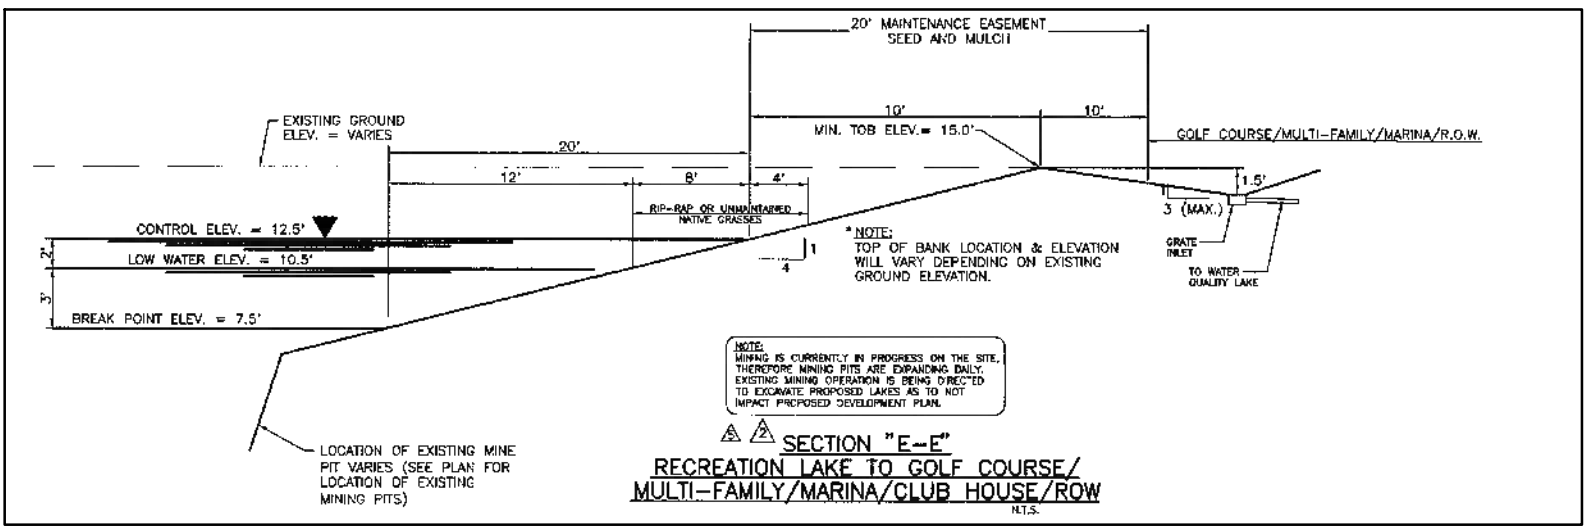 20' MAINTENANCE EASEMENT
SEED AND MULCH
10'
10'
EXISTING GROUND
ELEV. = VARIES
MIN. TOB ELEV.= 15.0'
GOLF COURSE/MULTI-FAMILY/MARINA/R.O.W.
20'
12'
8'
4'
1.5'
RIP-RAP OR UNMAINTAINED
NATIVE GRASSES
3 (MAX.)
CONTROL ELEV. = 12.5'
2'
LOW WATER ELEV. = 10.5'
3'
BREAK POINT ELEV. = 7.5'
1
4
* NOTE:
TOP OF BANK LOCATION & ELEVATION
WILL VARY DEPENDING ON EXISTING
GROUND ELEVATION.
GRATE
INLET
TO WATER
QUALITY LAKE
NOTE:
MINING IS CURRENTLY IN PROGRESS ON THE SITE,
THEREFORE MINING PITS ARE EXPANDING DAILY.
EXISTING MINING OPERATION IS BEING DIRECTED
TO EXCAVATE PROPOSED LAKES AS TO NOT
IMPACT PROPOSED DEVELOPMENT PLAN.
LOCATION OF EXISTING MINE
PIT VARIES (SEE PLAN FOR
LOCATION OF EXISTING
MINING PITS)
5 2 SECTION "E-E"
RECREATION LAKE TO GOLF COURSE/
MULTI-FAMILY/MARINA/CLUB HOUSE/ROW
N.T.S.